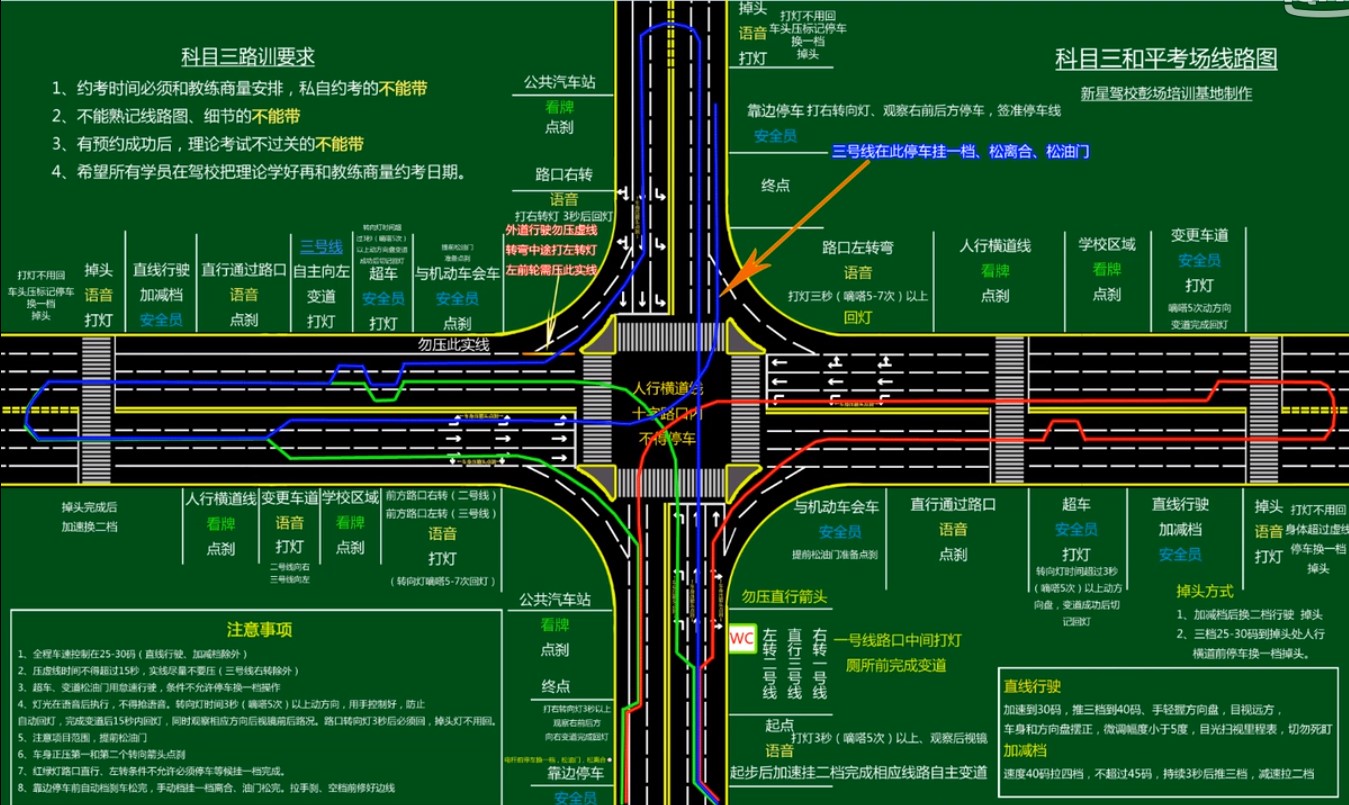 科目三路训要求
1、约考时间必须和教练商量安排，私自约考的不能带
2、不能熟记线路图、细节的不能带
3、有预约成功后，理论考试不过关的不能带
4、希望所有学员在驾校把理论学好再和教练商量约考日期。
公共汽车站
看牌
点刹
路口右转
语音
打右转灯 3秒后回灯
外道行驶勿压虚线
转弯中途打左转灯
左前轮需压此实线
掉头
语音
打灯
打灯不用回
车头压标记停车
换一档
掉头
科目三和平考场线路图
新星驾校彭场培训基地制作
靠边停车 打右转向灯、观察右前后方停车，签准停车线
安全员
三号线在此停车挂一档、松离合、松油门
终点
打灯不用回
车头压标记停车
换一档
掉头
掉头
语音
打灯
直线行驶
加减档
安全员
直行通过路口
语音
点刹
三号线
自主向左
变道
打灯
转向灯时间超
过3秒（嘀嗒5次）
以上动方向盘变道
成功后切记回灯
超车
安全员
打灯
提前松油门
准备点刹
与机动车会车
安全员
点刹
路口左转弯
语音
打灯三秒（嘀嗒5-7次）以上
回灯
人行横道线
看牌
点刹
学校区域
看牌
点刹
变更车道
安全员
打灯
嘀嗒5次动方向
变道完成回灯
勿压此实线
人行横道线
十字路口内
不得停车
掉头完成后
加速换二档
人行横道线
看牌
点刹
变更车道
语音
打灯
二号线向右
三号线向左
学校区域
看牌
点刹
前方路口右转（二号线）
前方路口左转（三号线）
语音
打灯
（转向灯嘀嗒5-7次回灯）
与机动车会车
安全员
提前松油门准备点刹
直行通过路口
语音
点刹
超车
安全员
打灯
转向灯时间超过3秒
（嘀嗒5次）以上动方
向盘，变道成功后切
记回灯
直线行驶
加减档
安全员
掉头
语音
打灯
打灯不用回
身体超过虚线
停车换一档
掉头
掉头方式
1、加减档后换二档行驶 掉头
2、三档25-30码到掉头处人行
横道前停车换一档掉头。
公共汽车站
看牌
点刹
终点
打右转向灯3秒以上
观察右前后方
向右变道完成回灯
靠边停车
安全员
勿压直行箭头
WC
左转二号线
直行三号线
右转一号线
一号线路口中间打灯
厕所前完成变道
起点
语音
打灯3秒（嘀嗒5次）以上、观察后视镜
起步后加速挂二档完成相应线路自主变道
注意事项
1、全程车速控制在25-30码（直线行驶、加减档除外）
2、压虚线时间不得超过15秒，实线尽量不要压（三号线右转除外）
3、超车、变道松油门用怠速行驶，条件不允许停车换一档操作
4、灯光在语音后执行，不得抢语音。转向灯时间3秒（嘀嗒5次）以上动方向，用手控制好，防止
自动回灯，完成变道后15秒内回灯，同时观察相应方向后视镜前后路况。路口转向灯3秒后必须回，掉头灯不用回。
5、注意项目范围，提前松油门
6、车身正压第一和第二个转向箭头点刹
7、红绿灯路口直行、左转条件不允许必须停车等候挂一档完成。
8、靠边停车前自动档刹车松完，手动档挂一档离合、油门松完。拉手刹、空档前修好边线
直线行驶
加速到30码，推三档到40码、手轻握方向盘，目视远方，
车身和方向盘摆正，微调幅度小于5度，目光扫视里程表，切勿死盯
加减档
速度40码拉四档，不超过45码，持续3秒后推三档，减速拉二档